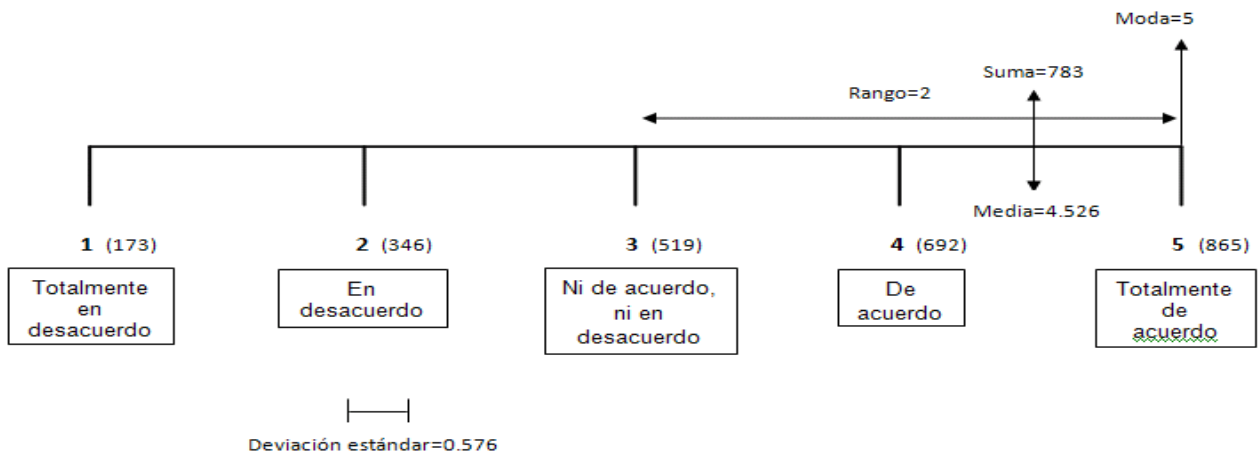 Moda=5
Suma=783
Rango=2
Media=4.526
1 (173)
2 (346)
3 (519)
4 (692)
5 (865)
Totalmente
en
desacuerdo
En
desacuerdo
Ni de acuerdo,
ni en
desacuerdo
De
acuerdo
Totalmente
de
acuerdo
Deviación estándar=0.576